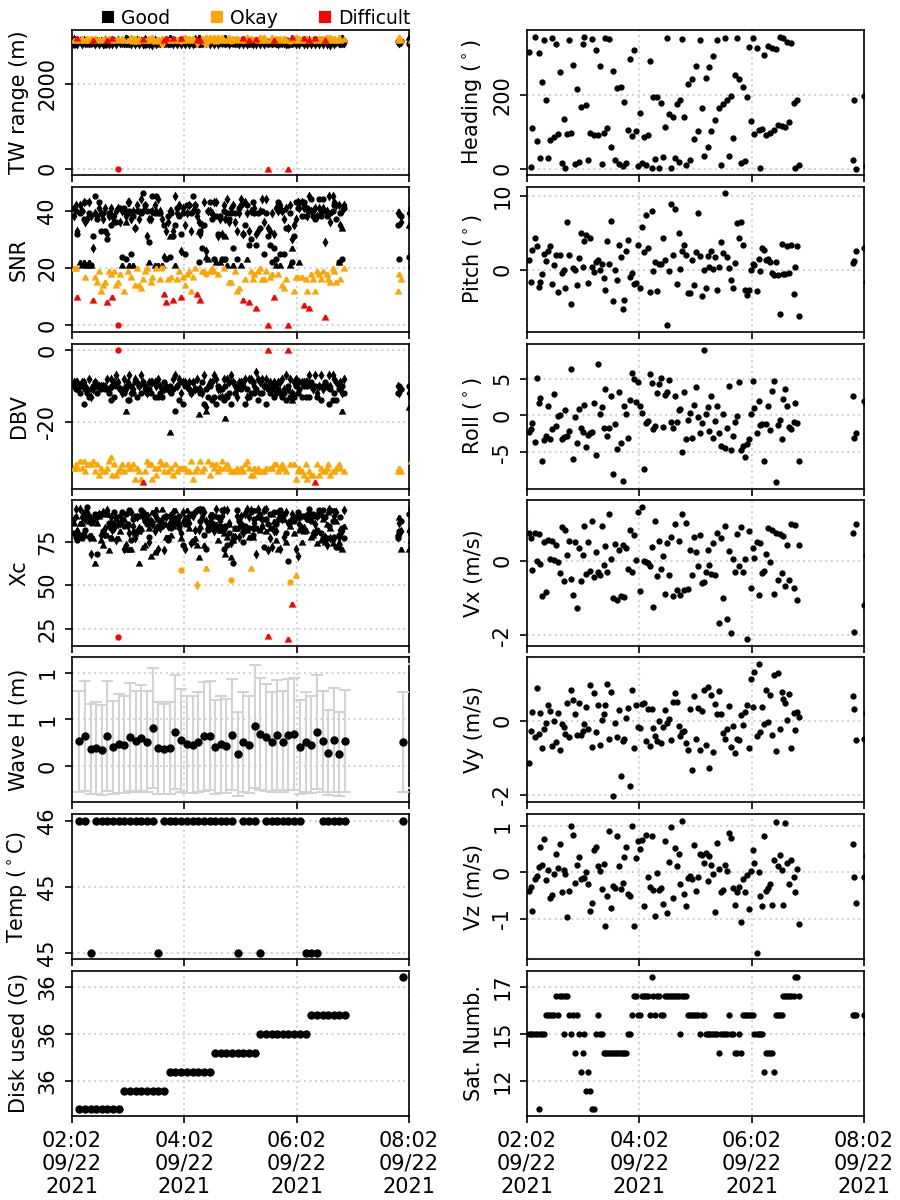 Good Okay Difficult
TW range (m)
2000
0
SNR
40
20
0
DBV
0
-20
Xc
75
50
25
Wave H (m)
1
1
0
Temp (°C)
46
45
45
Disk used (G)
36
36
36
02:02 04:02 06:02 08:02
09/22 09/22 09/22 09/22
2021 2021 2021 2021
Heading (°)
200
0
Pitch (°)
10
0
Roll (°)
5
0
-5
Vx (m/s)
0
-2
Vy (m/s)
0
-2
Vz (m/s)
1
0
-1
Sat. Numb.
17
15
12
02:02 04:02 06:02 08:02
09/22 09/22 09/22 09/22
2021 2021 2021 2021